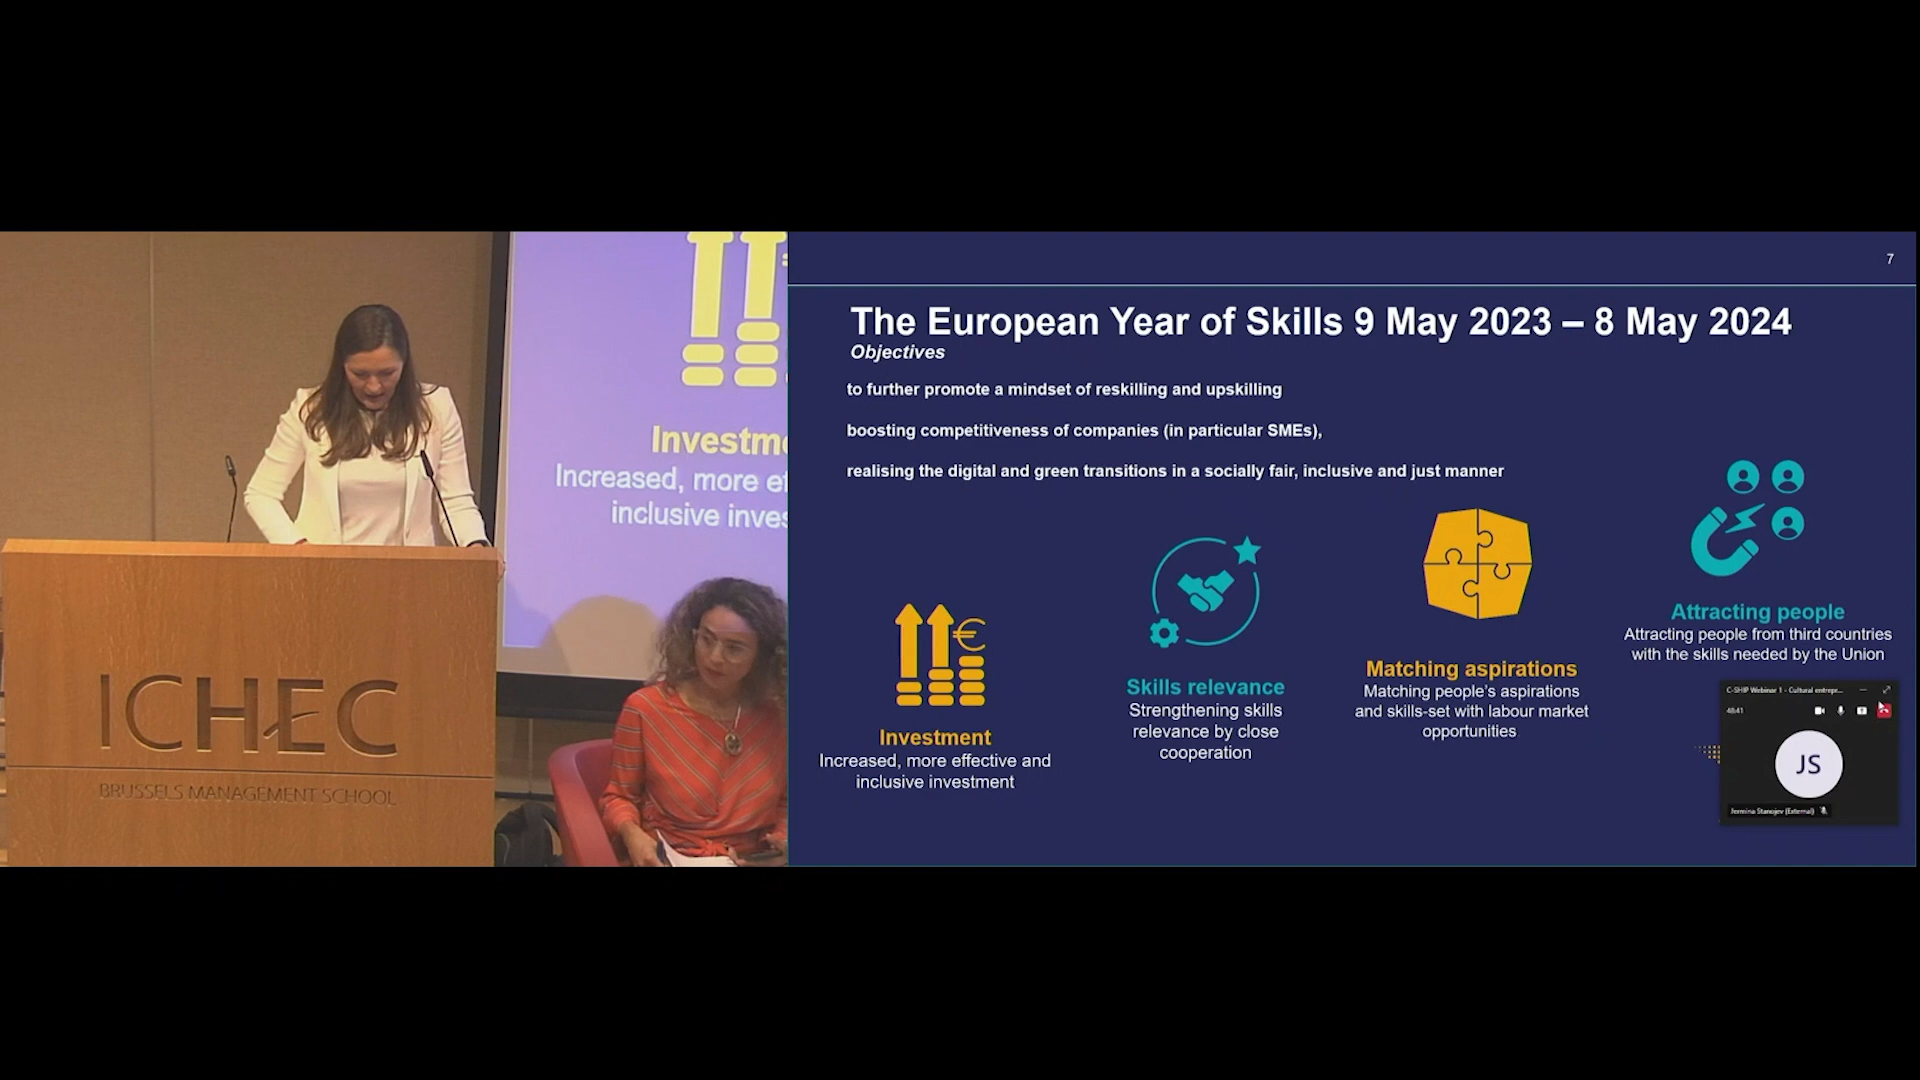 Investm
Increased, more ef
inclusive inves
ICHEC
BRUSSELS MANAGEMENT SCHOOL
7
The European Year of Skills 9 May 2023 – 8 May 2024
Objectives
to further promote a mindset of reskilling and upskilling
boosting competitiveness of companies (in particular SMEs),
realising the digital and green transitions in a socially fair, inclusive and just manner
Investment
Increased, more effective and
inclusive investment
Skills relevance
Strengthening skills
relevance by close
cooperation
Matching aspirations
Matching people's aspirations
and skills-set with labour market
opportunities
Attracting people
Attracting people from third countries
with the skills needed by the Union
C-SHIP Webinar 1 - Cultural entrepr...
48:41
JS
Jermina Stanojev (External)